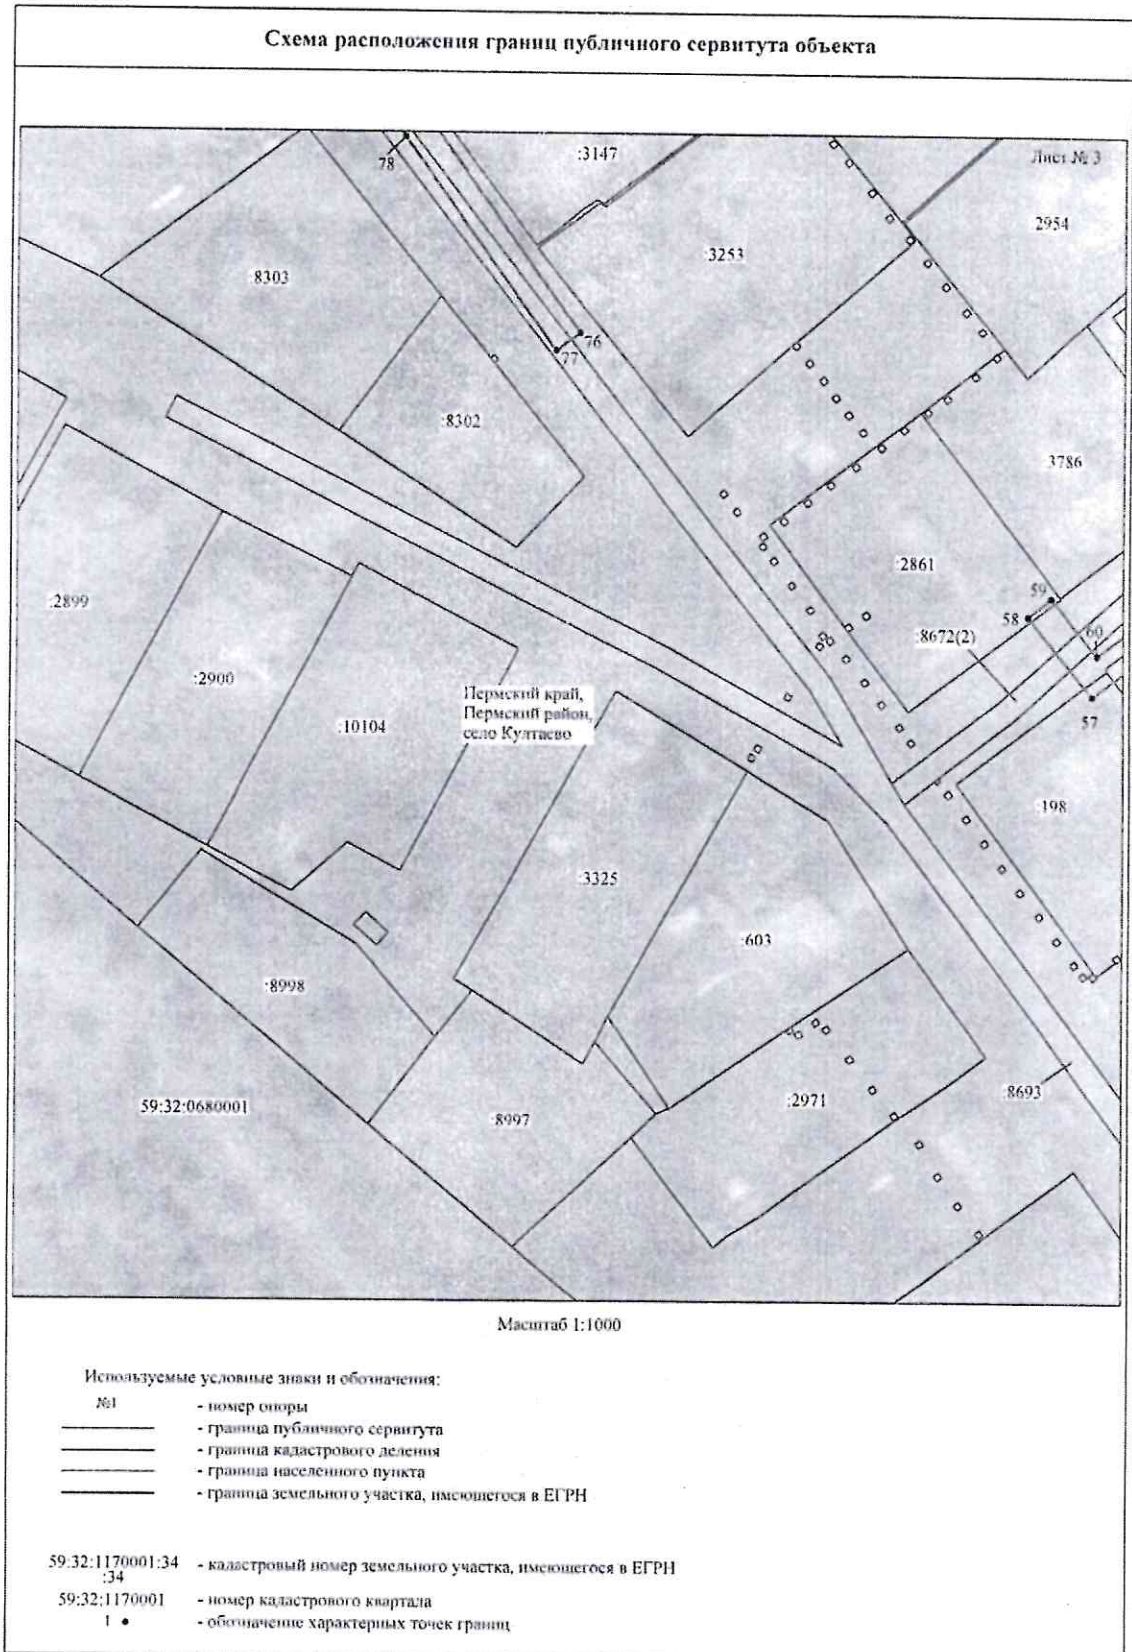 Схема расположения границ публичного сервитута объекта
Лист № 3
78
:3147
2954
:3253
:8303
76
77
:8302
3786
:2861
59
58
:8672(2)
60
57
:2899
:2900
:10104
Пермский край,
Пермский район,
село Култаево
:198
:3325
:603
:8998
59:32:0680001
:8997
:2971
:8693
Масштаб 1:1000
Используемые условные знаки и обозначения:
№1 - номер опоры
- граница публичного сервитута
- граница кадастрового деления
- граница населенного пункта
- граница земельного участка, имеющегося в ЕГРН
59:32:1170001:34 - кадастровый номер земельного участка, имеющегося в ЕГРН
:34
59:32:1170001 - номер кадастрового квартала
1 • - обозначение характерных точек границ